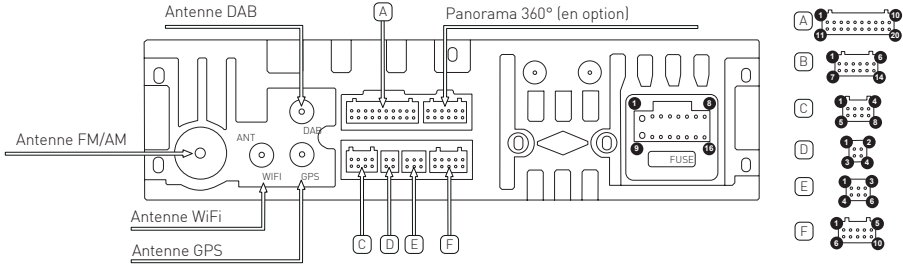 Antenne DAB
A
Panorama 360° (en option)
Antenne FM/AM
ANT
DAB
WIFI
GPS
Antenne WiFi
Antenne GPS
C
D
E
F
1
8
9
16
FUSE
A
1
10
11
20
B
1
6
7
14
C
1
4
5
8
D
1
2
3
4
E
1
3
4
6
F
1
5
6
10